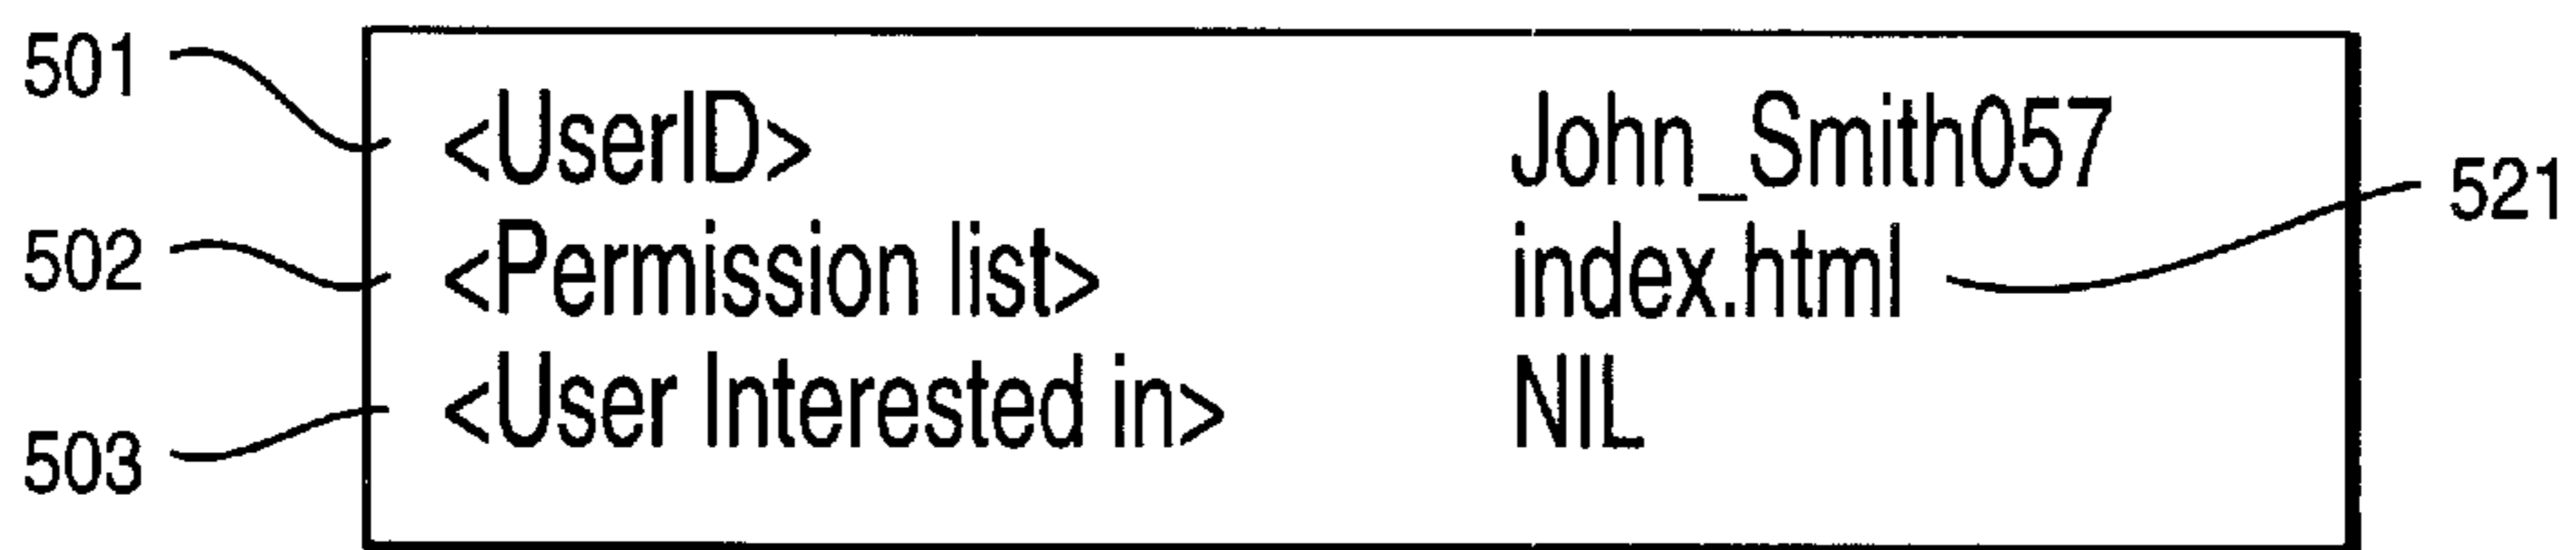 501 <UserID> John_Smith057
502 <Permission list> index.html 521
503 <User Interested in> NIL